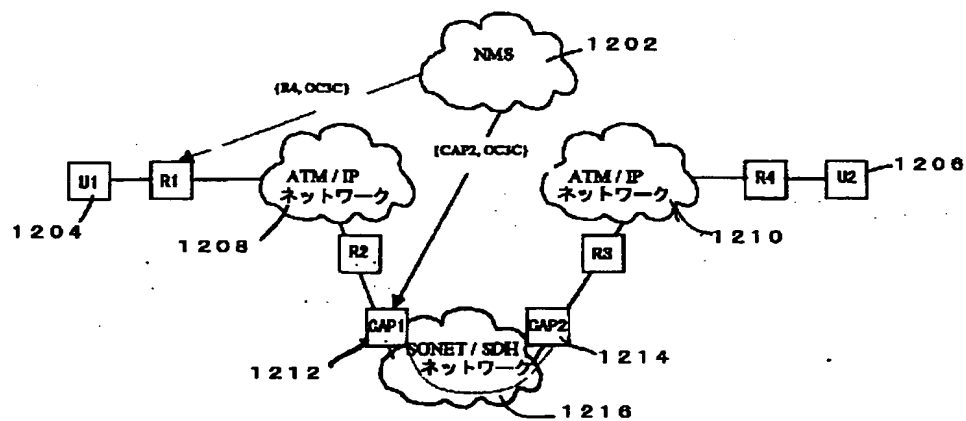 NMS
1202
{R4, OC3C}
{CAP2, OC3C}
U1
R1
ATM / IP
ネットワーク
ATM / IP
ネットワーク
R4
U2
1206
1204
1208
1210
R2
R3
CAP1
CAP2
SONET / SDH
ネットワーク
1212
1214
1216